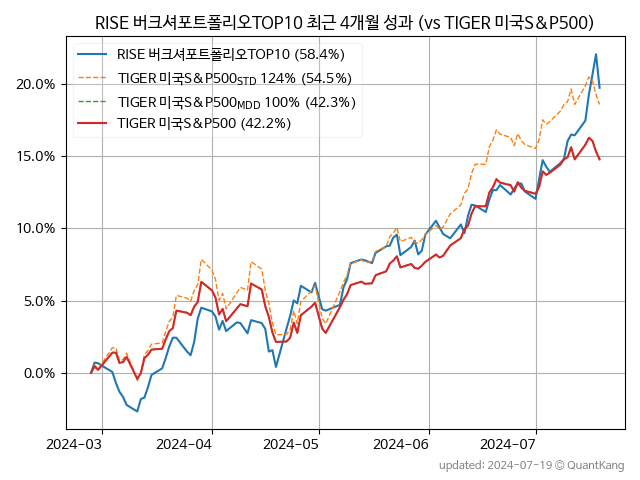 RISE 버크셔포트폴리오TOP10 최근 4개월 성과 (vs TIGER 미국S&P500)
RISE 버크셔포트폴리오TOP10 (58.4%)
TIGER 미국S&P500STD 124% (54.5%)
TIGER 미국S&P500MDD 100% (42.3%)
TIGER 미국S&P500 (42.2%)
20.0%
15.0%
10.0%
5.0%
0.0%
2024-03 2024-04 2024-05 2024-06 2024-07
updated: 2024-07-19 © QuantKang